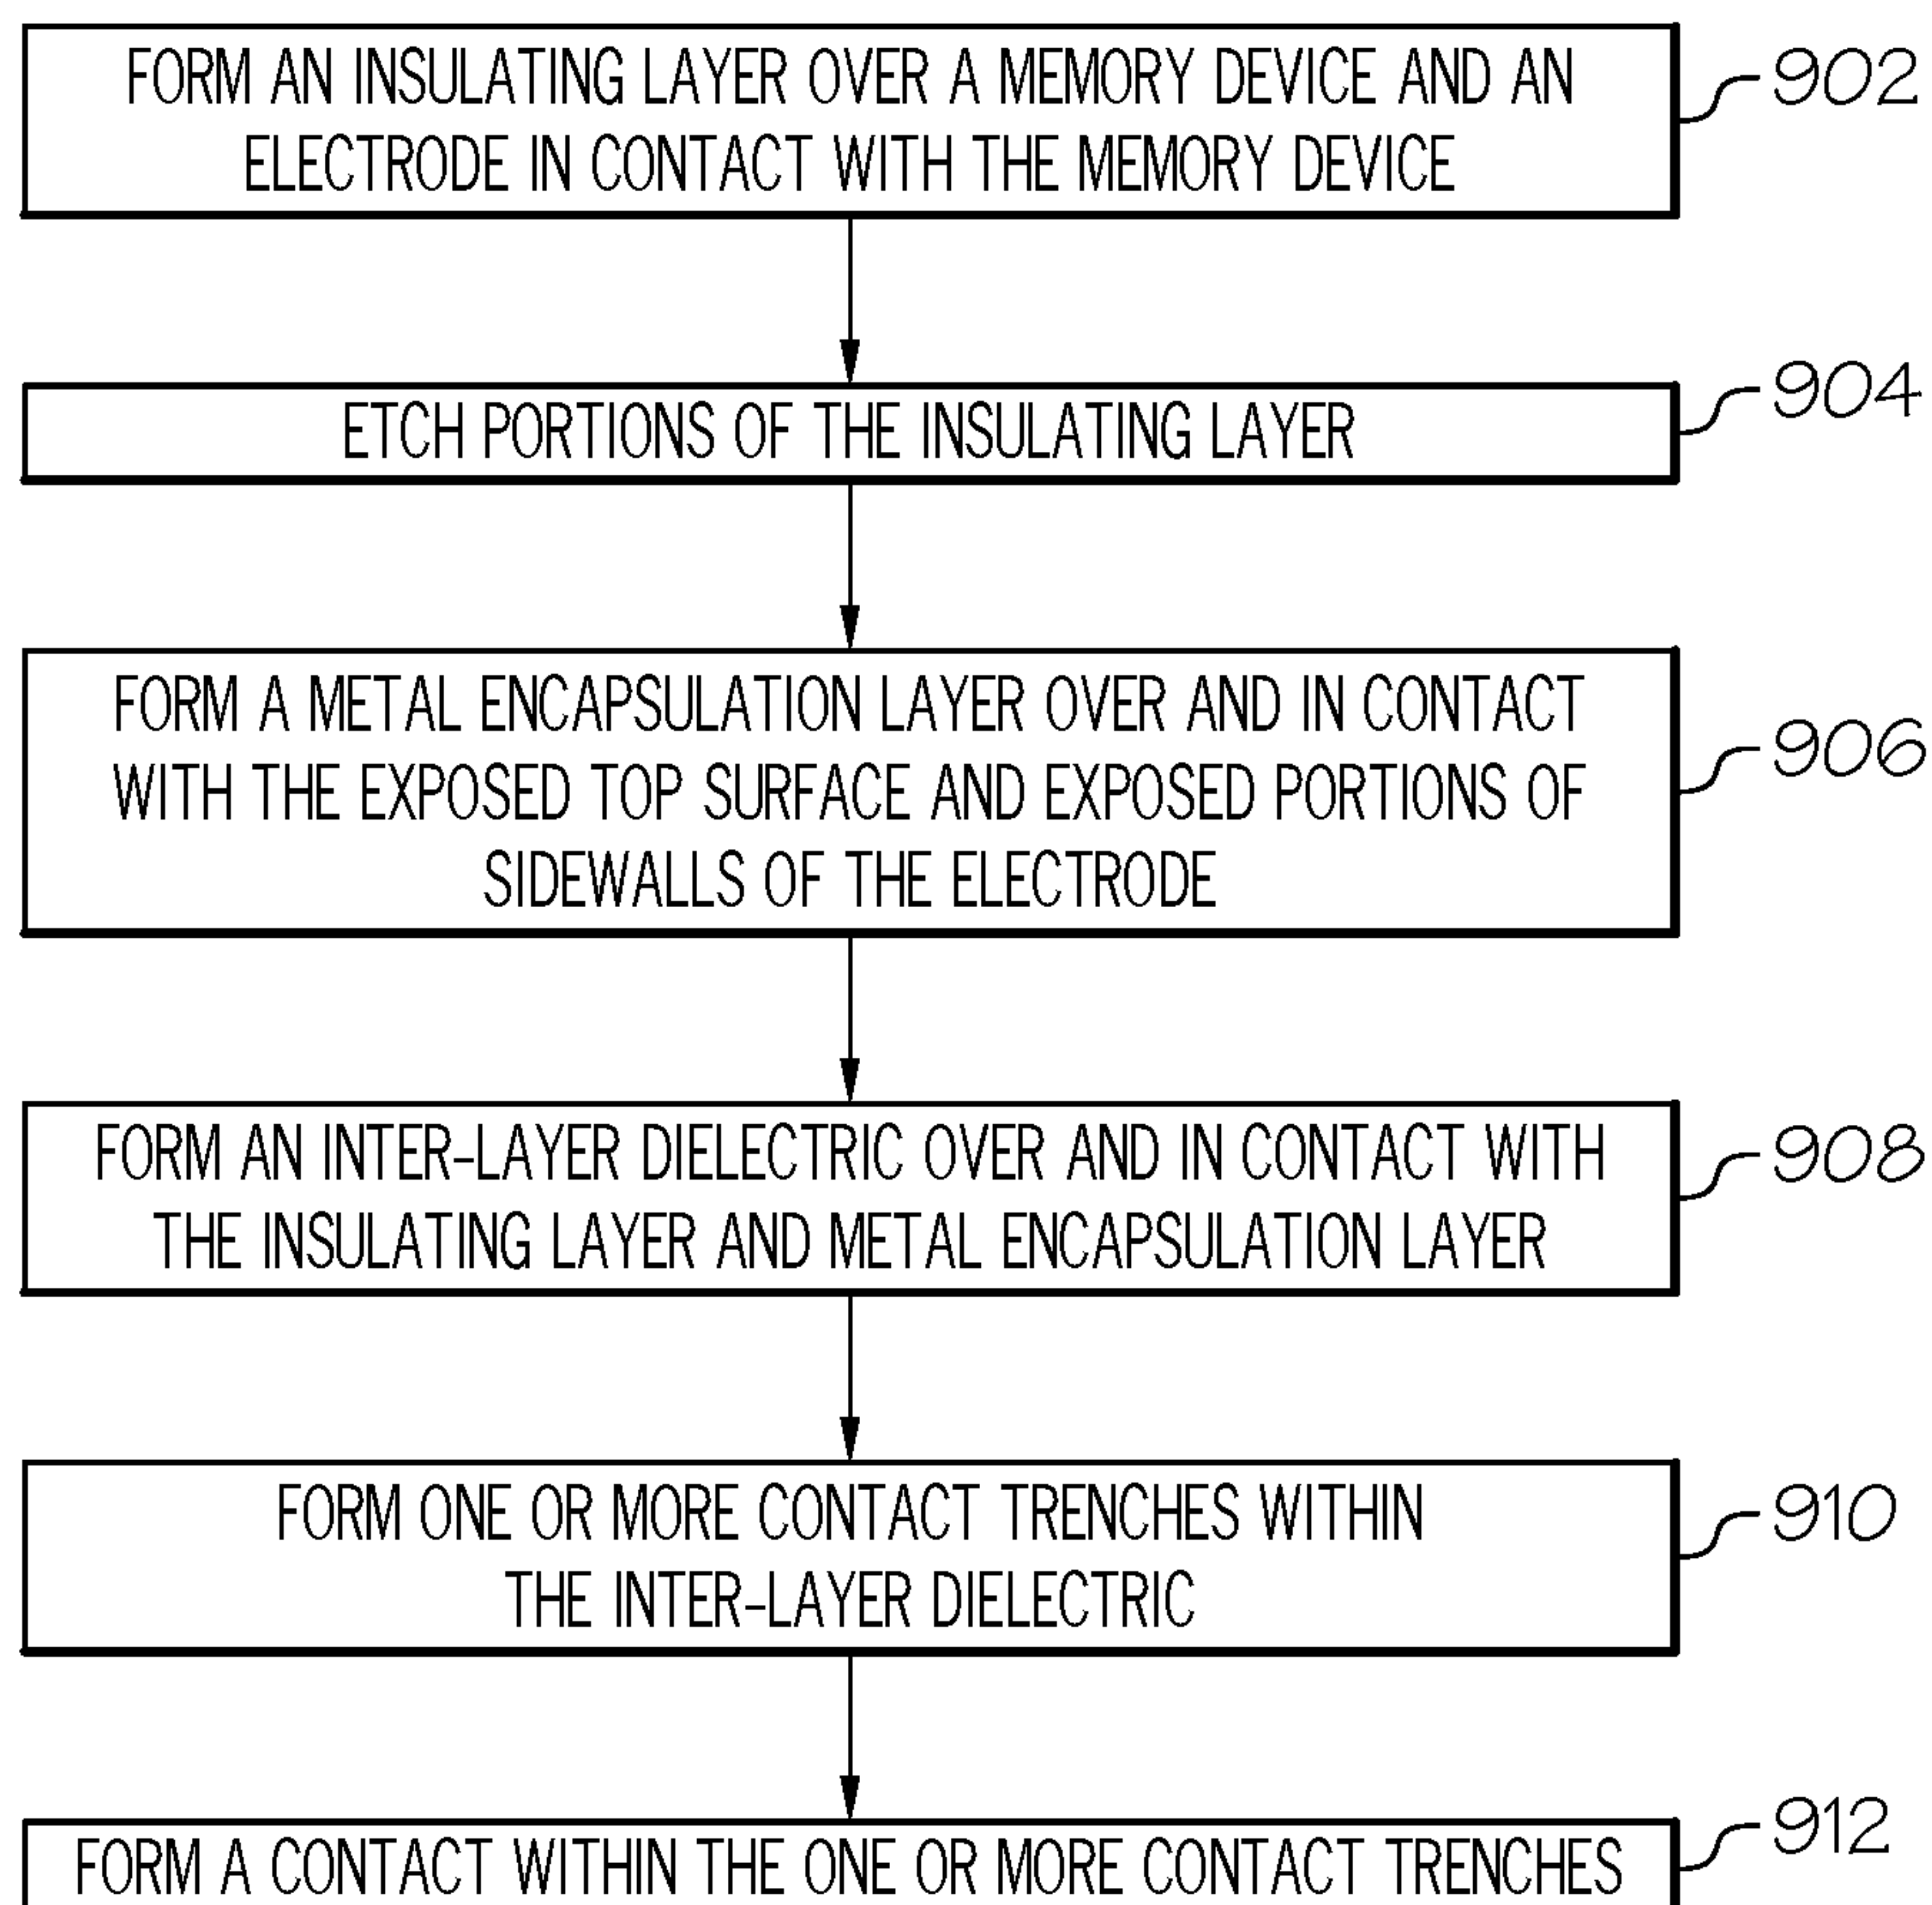 FORM AN INSULATING LAYER OVER A MEMORY DEVICE AND AN
ELECTRODE IN CONTACT WITH THE MEMORY DEVICE
902
ETCH PORTIONS OF THE INSULATING LAYER
904
FORM A METAL ENCAPSULATION LAYER OVER AND IN CONTACT
WITH THE EXPOSED TOP SURFACE AND EXPOSED PORTIONS OF
SIDEWALLS OF THE ELECTRODE
906
FORM AN INTER-LAYER DIELECTRIC OVER AND IN CONTACT WITH
THE INSULATING LAYER AND METAL ENCAPSULATION LAYER
908
FORM ONE OR MORE CONTACT TRENCHES WITHIN
THE INTER-LAYER DIELECTRIC
910
FORM A CONTACT WITHIN THE ONE OR MORE CONTACT TRENCHES
912